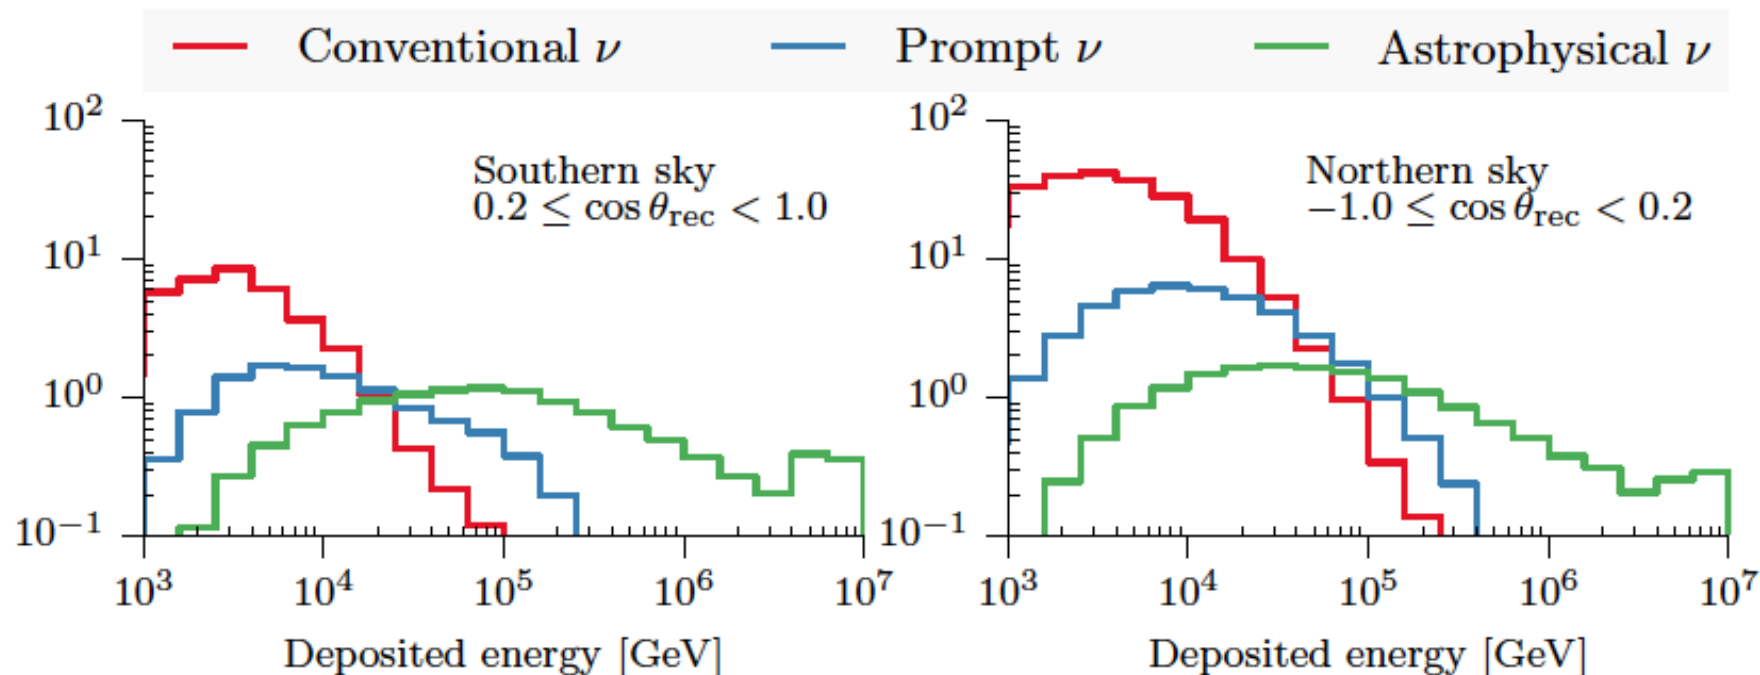 Conventional ν Prompt ν Astrophysical ν
10² 10²
Southern sky Northern sky
0.2 ≤ cos θrec < 1.0 −1.0 ≤ cos θrec < 0.2
10¹ 10¹
10⁰ 10⁰
10⁻¹ 10⁻¹
10³ 10⁴ 10⁵ 10⁶ 10⁷ 10³ 10⁴ 10⁵ 10⁶ 10⁷
Deposited energy [GeV] Deposited energy [GeV]